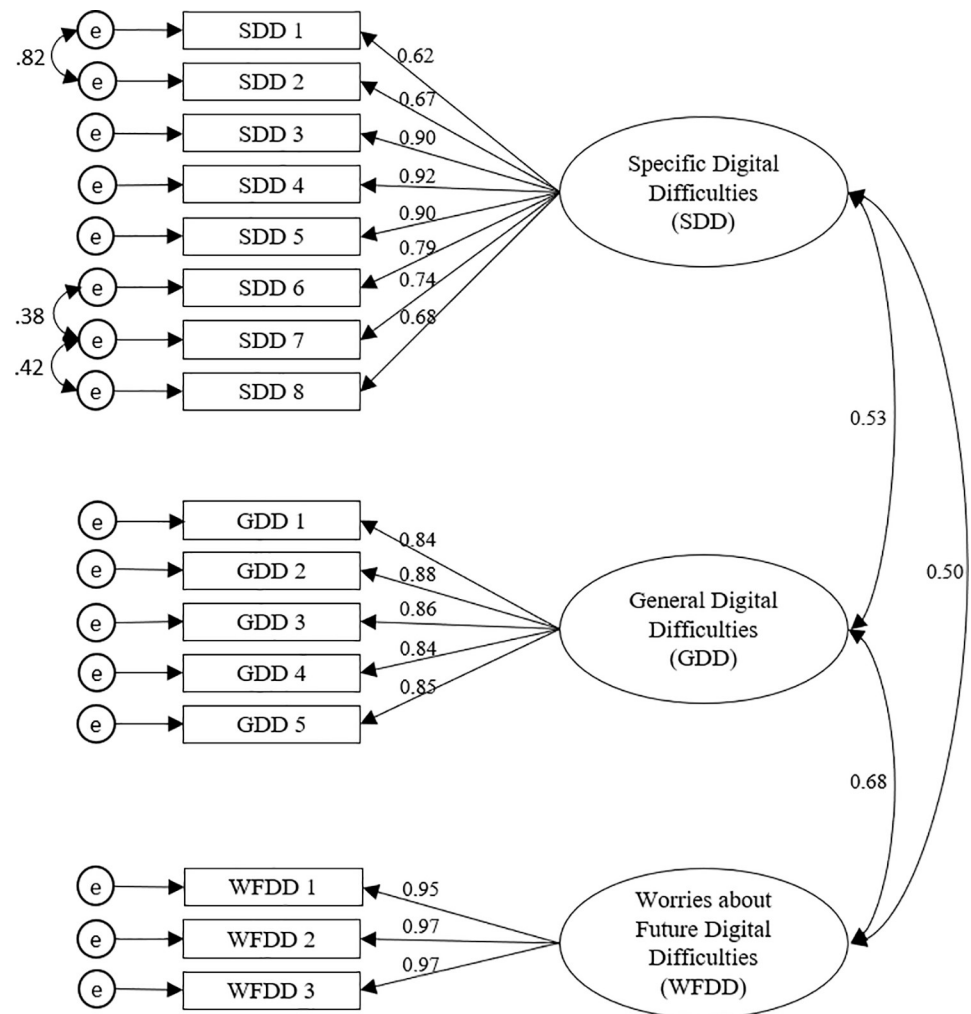 e
SDD 1
.82
0.62
e
SDD 2
0.67
e
SDD 3
0.90
e
SDD 4
0.92
e
SDD 5
0.90
e
SDD 6
0.79
.38
e
SDD 7
0.74
.42
e
SDD 8
0.68
Specific Digital
Difficulties
(SDD)
0.53
0.50
e
GDD 1
0.84
e
GDD 2
0.88
e
GDD 3
0.86
e
GDD 4
0.84
e
GDD 5
0.85
General Digital
Difficulties
(GDD)
0.68
e
WFDD 1
0.95
e
WFDD 2
0.97
e
WFDD 3
0.97
Worries about
Future Digital
Difficulties
(WFDD)